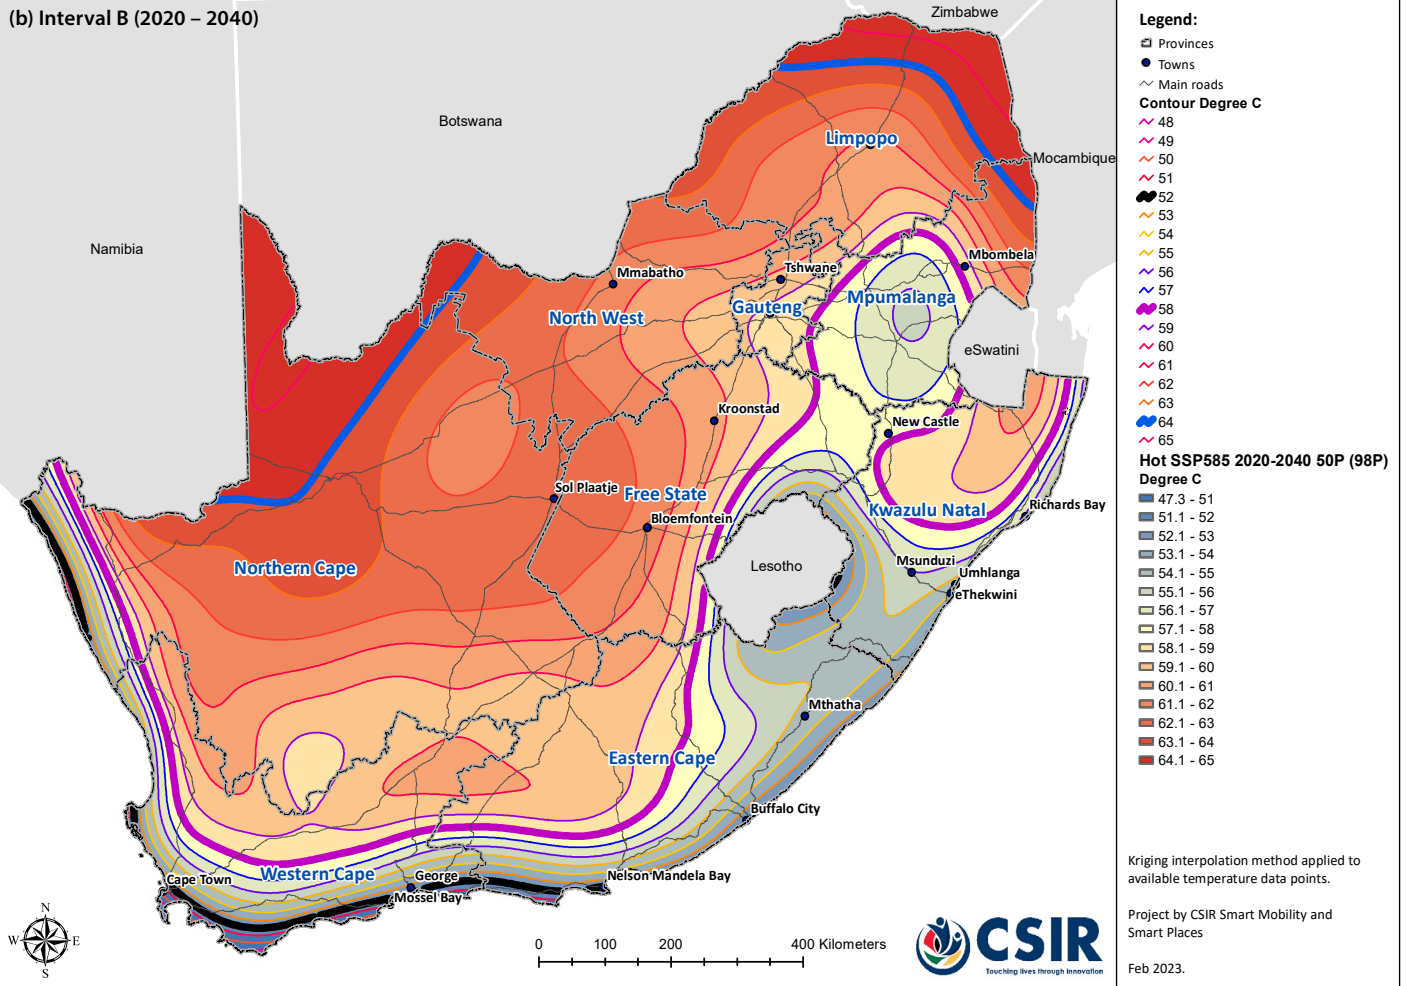 (b) Interval B (2020 – 2040)
Zimbabwe
Botswana
Mocambique
Namibia
Limpopo
Mbombela
Tshwane
Mmabatho
Mpumalanga
Gauteng
North West
eSwatini
Kroonstad
New Castle
Sol Plaatje
Free State
Richards Bay
Kwazulu Natal
Bloemfontein
Msunduzi
Lesotho
Umhlanga
Northern Cape
eThekwini
Mthatha
Eastern Cape
Buffalo City
Western Cape
Cape Town
George
Nelson Mandela Bay
Mossel Bay
N
W
E
S
0 100 200 400 Kilometers
CSIR
Touching lives through innovation
Legend:
Provinces
Towns
Main roads
Contour Degree C
48
49
50
51
52
53
54
55
56
57
58
59
60
61
62
63
64
65
Hot SSP585 2020-2040 50P (98P)
Degree C
47.3 - 51
51.1 - 52
52.1 - 53
53.1 - 54
54.1 - 55
55.1 - 56
56.1 - 57
57.1 - 58
58.1 - 59
59.1 - 60
60.1 - 61
61.1 - 62
62.1 - 63
63.1 - 64
64.1 - 65
Kriging interpolation method applied to
available temperature data points.
Project by CSIR Smart Mobility and
Smart Places
Feb 2023.